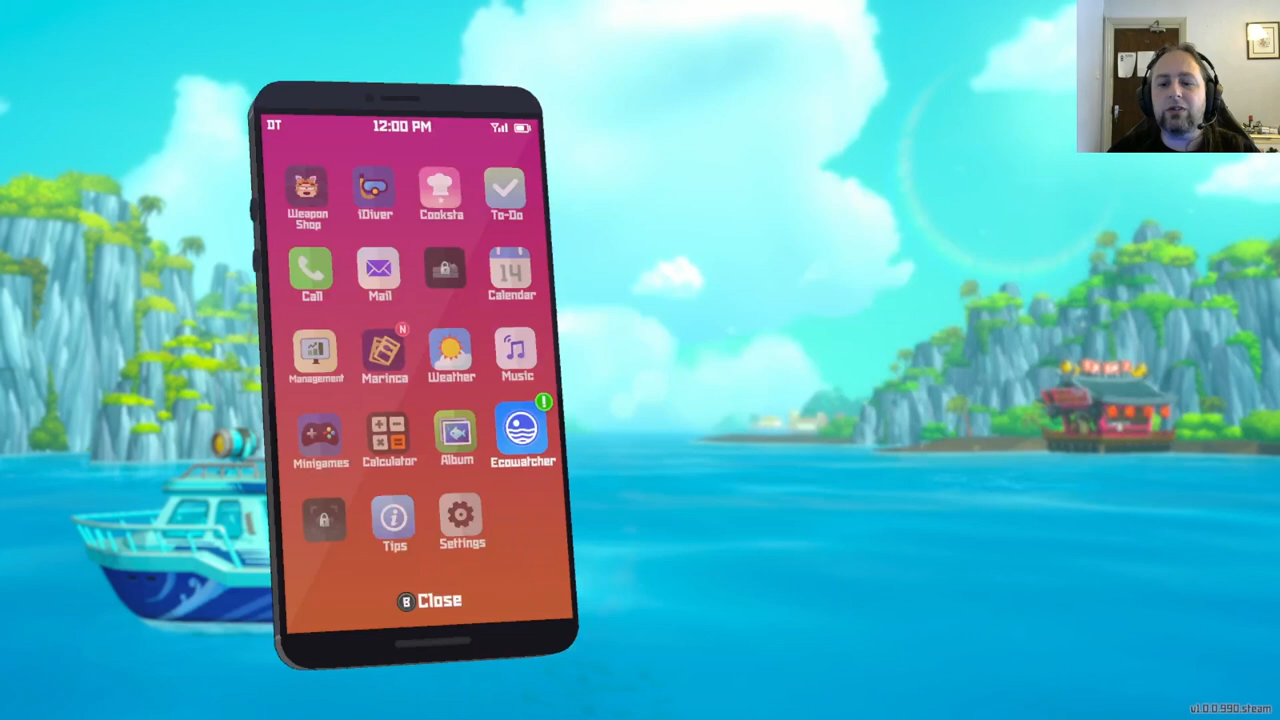 DT
12:00 PM
Weapon
Shop
iDiver
Cooksta
To-Do
Call
Mail
14
Calendar
Management
N
Marinca
Weather
Music
Minigames
Calculator
Album
!
Ecowatcher
Tips
Settings
B Close
v1.0.0.990.steam